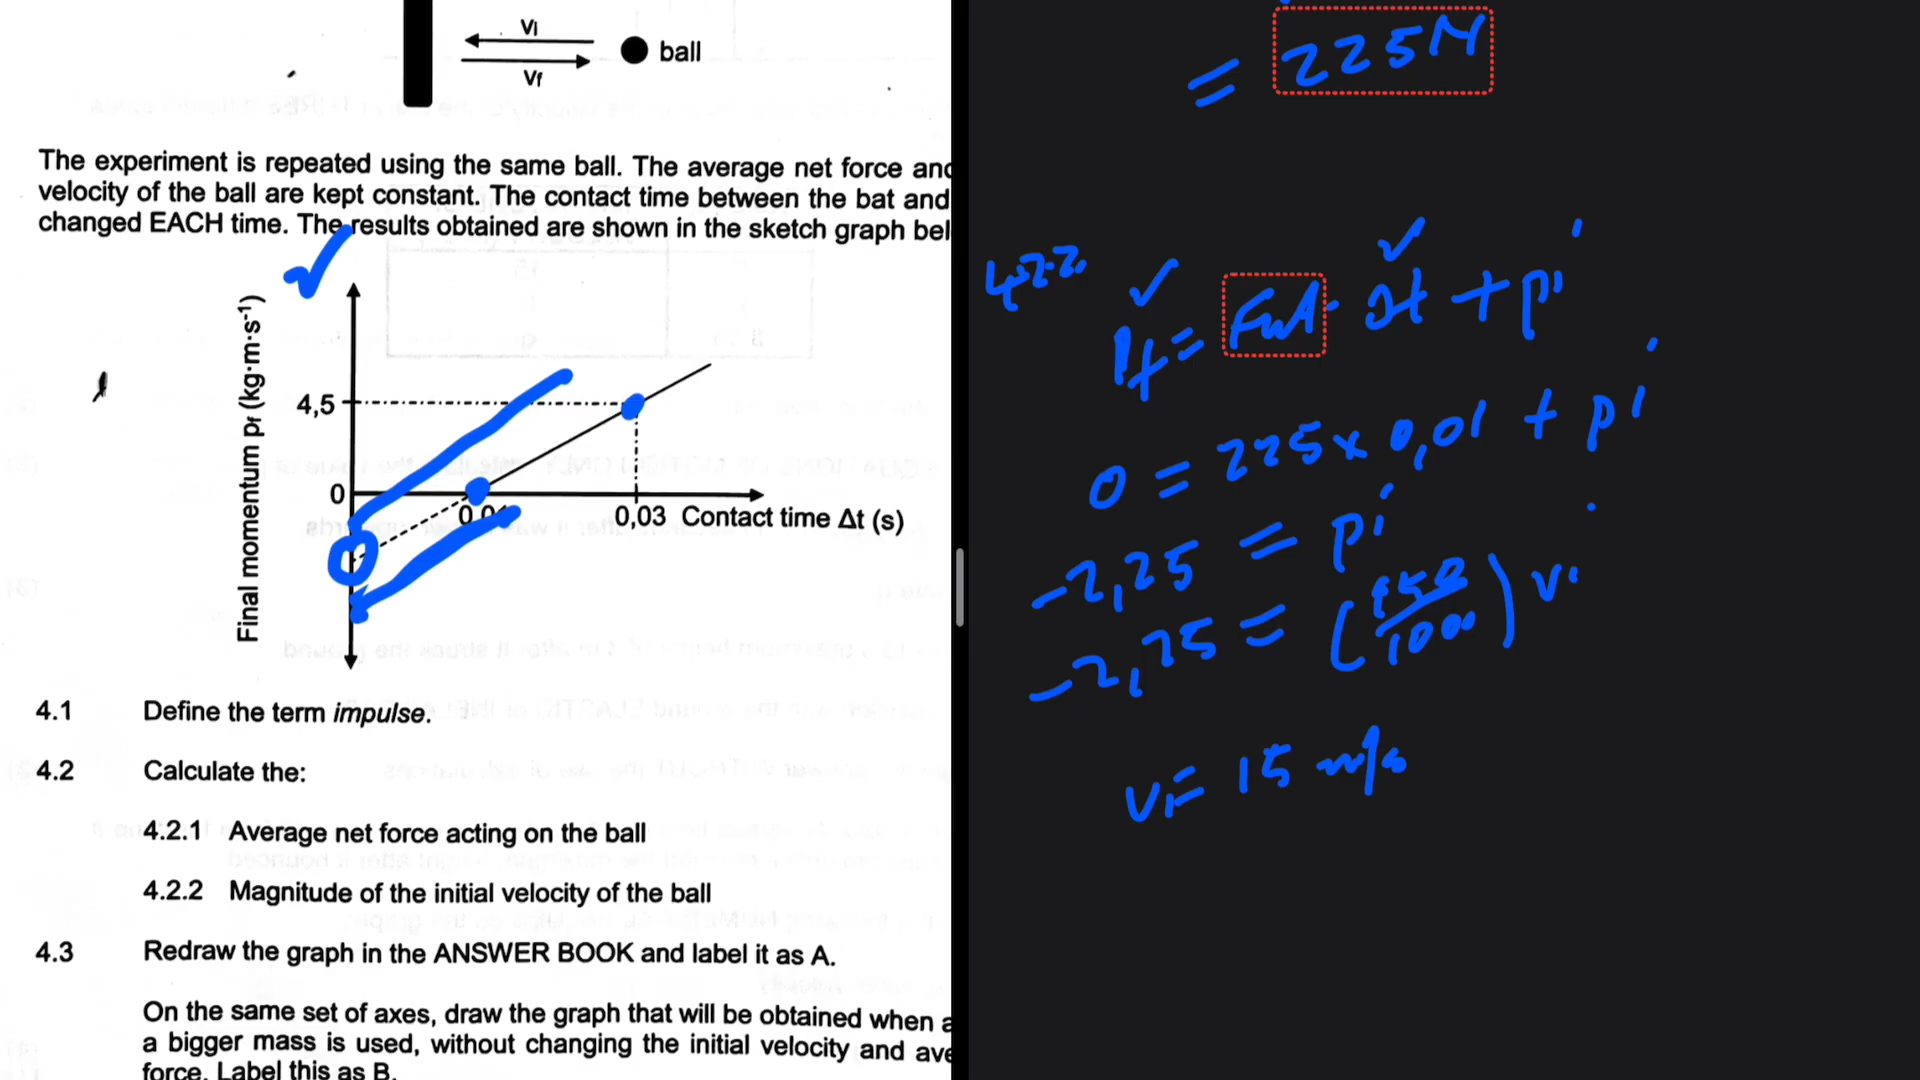 vi
ball
vf
The experiment is repeated using the same ball. The average net force and
velocity of the ball are kept constant. The contact time between the bat and
changed EACH time. The results obtained are shown in the sketch graph bel
Final momentum pf (kg·m·s-1)
4,5
0
0,03 Contact time Δt (s)
4.1 Define the term impulse.
4.2 Calculate the:
4.2.1 Average net force acting on the ball
4.2.2 Magnitude of the initial velocity of the ball
4.3 Redraw the graph in the ANSWER BOOK and label it as A.
On the same set of axes, draw the graph that will be obtained when a
a bigger mass is used, without changing the initial velocity and ave
force. Label this as B.
= 225N
4.2.2.
Pf = Fnet · Δt + pi
0 = 225 x 0,01 + pi
-2,25 = pi
-2,25 = (150/1000) vi
vi = 15 m/s